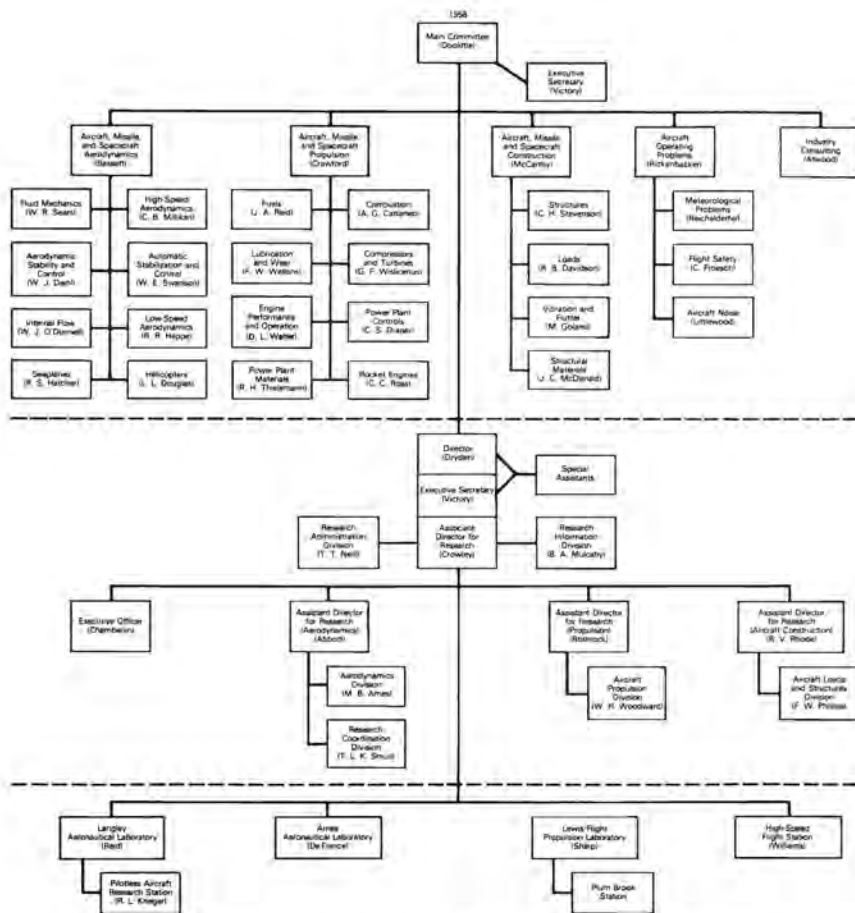 1958
Main Committee
(Doolittle)
Executive
Secretary
(Victory)
Aircraft, Missile,
and Spacecraft
Aerodynamics
(Bassett)
Aircraft, Missile,
and Spacecraft
Propulsion
(Crawford)
Aircraft, Missile,
and Spacecraft
Construction
(McCarthy)
Aircraft
Operating Problems
(Rickenbacker)
Industry
Consulting
(Attwood)
Fluid Mechanics
(W. R. Sears)
High-Speed
Aerodynamics
(C. B. Millikan)
Fuels
(J. A. Reid)
Combustion
(A. G. Cattaneo)
Structures
(C. H. Stevenson)
Meteorological
Problems
(Reichelderfer)
Aerodynamic
Stability and
Control
(W. J.
Automatic
Stabilization and
Control
(W. E. Swanson)
Lubrication
and Wear
(F. W. Wellons)
Compressors
and Turbines
(G. F. Wislicenus)
Loads
(R. B. Davidson)
Flight Safety
(C. Froesch)
Internal Flow
(W. J. O'Donnell)
Low-Speed
Aerodynamics
(R. R. Heppe)
Engine
Performance
and Operation
(D. L. Walter)
Power Plant
Controls
(C. S. Draper)
Vibration and
Flutter
(M. Goland)
Aircraft Noise
(Littlewood)
Seaplanes
(R. S. Hatcher)
Helicopters
(L. L. Douglas)
Power Plant
Materials
(R. H. Thielemann)
Rocket Engines
(C. C. Ross)
Structural
Materials
(J. C. McDonald)
Director
(Dryden)
Executive Secretary
(Victory)
Special
Assistants
Research
Administration
Division
(T. T. Neill)
Associate
Director for
Research
(Crowley)
Research
Information
Division
(B. A. Mulcahy)
Executive Officer
(Chamberlin)
Assistant Director
for Research
(Aerodynamics)
(Abbott)
Assistant Director
for Research
(Propulsion)
(Rothrock)
Assistant Director
for Research
(Aircraft Construction)
(R. V. Rhode)
Aerodynamics
Division
(M. B. Ames)
Aircraft
Propulsion
Division
(W. H. Woodward)
Aircraft Loads
and Structures
Division
(F. W. Phillips)
Research
Coordination
Division
(T. L. K. Smull)
Langley
Aeronautical Laboratory
(Reid)
Ames
Aeronautical Laboratory
(De France)
Lewis Flight
Propulsion Laboratory
(Sharp)
High-Speed
Flight Station
(Williams)
Pilotless Aircraft
Research Station
(R. L. Krieger)
Plum Brook
Station